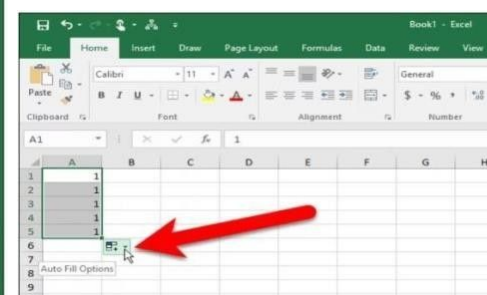 Book1 - Excel
File Home Insert Draw Page Layout Formulas Data Review View
Calibri 11 A A General
Paste B I U A $ - %
Clipboard Font Alignment Number
A1 fx 1
A B C D E F G H
1 1
2 1
3 1
4 1
5 1
6
7
8 Auto Fill Options
9